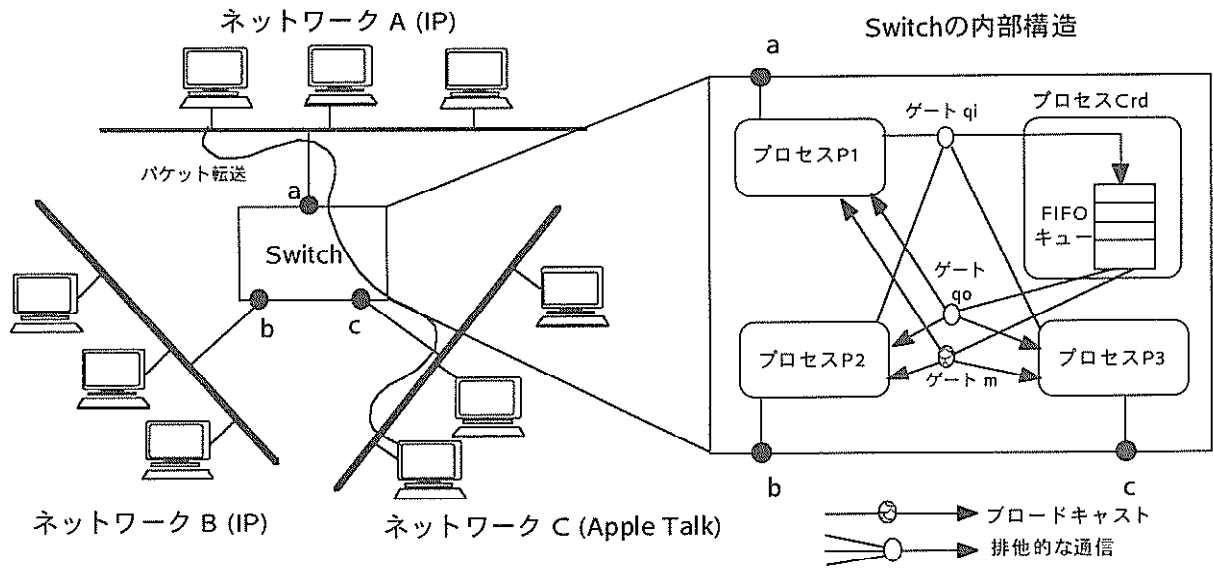 ネットワーク A (IP)
パケット転送
a
Switch
b
c
ネットワーク B (IP)
ネットワーク C (Apple Talk)
Switchの内部構造
a
ゲート qi
プロセスCrd
プロセスP1
FIFO
キュー
ゲート
qo
プロセスP2
プロセスP3
ゲート m
b
c
ブロードキャスト
排他的な通信